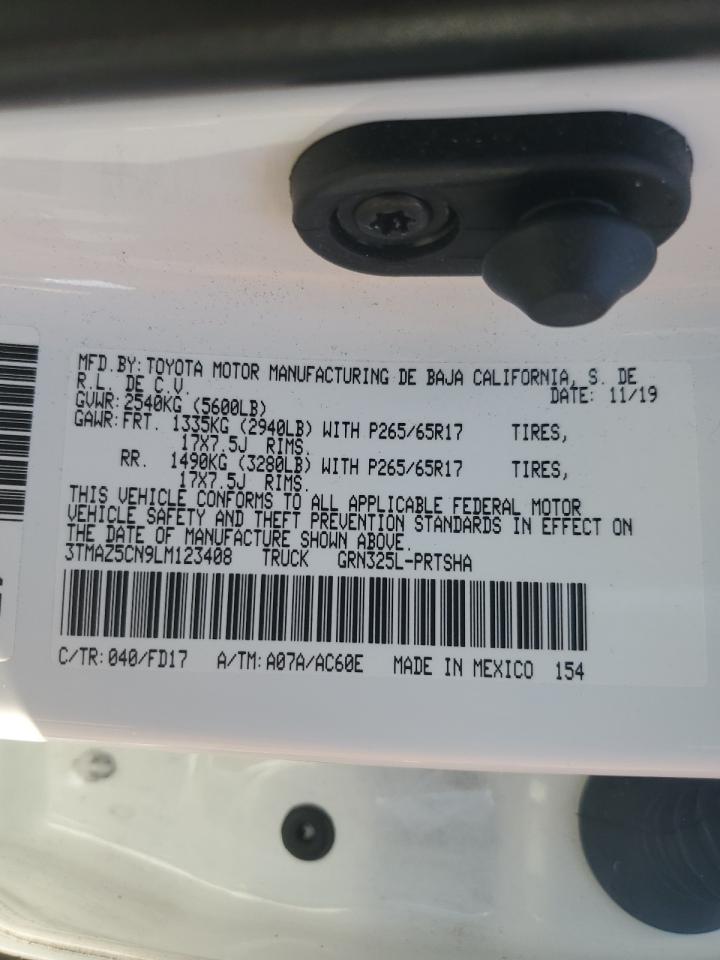 MFD.BY: TOYOTA MOTOR MANUFACTURING DE BAJA CALIFORNIA, S. DE
R.L. DE C.V. DATE: 11/19
GVWR: 2540KG (5600LB)
GAWR: FRT. 1335KG (2940LB) WITH P265/65R17 TIRES,
17X7.5J RIMS.
RR. 1490KG (3280LB) WITH P265/65R17 TIRES,
17X7.5J RIMS.
THIS VEHICLE CONFORMS TO ALL APPLICABLE FEDERAL MOTOR
VEHICLE SAFETY AND THEFT PREVENTION STANDARDS IN EFFECT ON
THE DATE OF MANUFACTURE SHOWN ABOVE.
3TMAZ5CN9LM123408 TRUCK GRN325L-PRTSHA
C/TR: 040/FD17 A/TM: A07A/AC60E MADE IN MEXICO 154